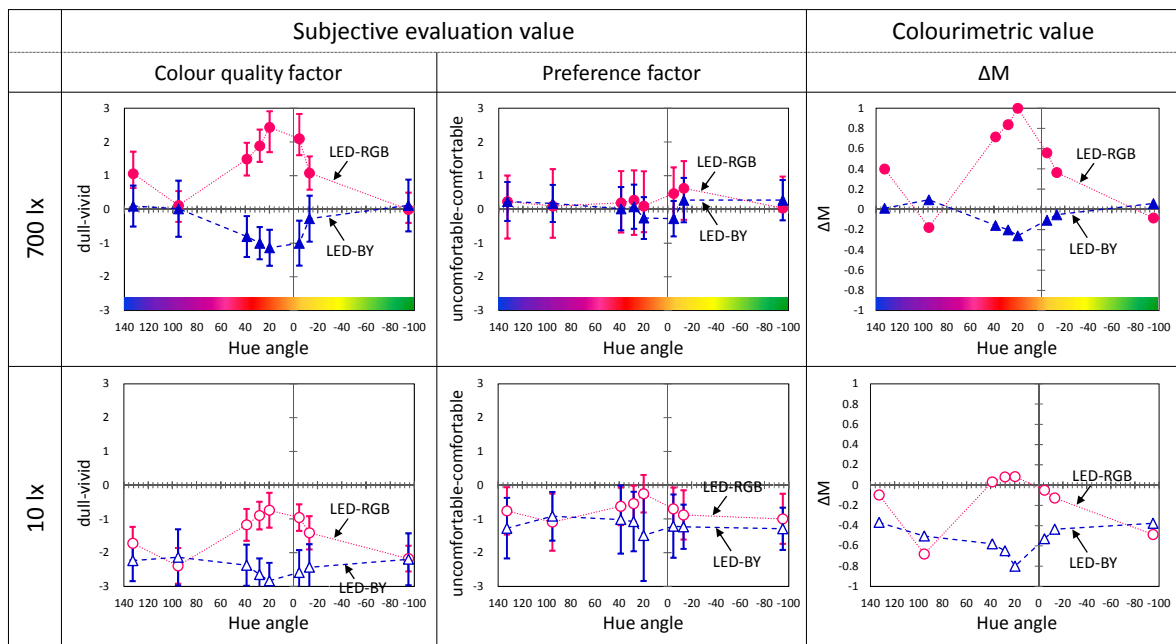 Subjective evaluation value
Colourimetric value
Colour quality factor
Preference factor
ΔM
700 lx
dull-vivid
3
2
1
0
-1
-2
-3
LED-RGB
LED-BY
140 120 100 80 60 40 20 0 -20 -40 -60 -80 -100
Hue angle
uncomfortable-comfortable
3
2
1
0
-1
-2
-3
LED-RGB
LED-BY
140 120 100 80 60 40 20 0 -20 -40 -60 -80 -100
Hue angle
ΔM
1
0.8
0.6
0.4
0.2
0
-0.2
-0.4
-0.6
-0.8
-1
LED-RGB
LED-BY
140 120 100 80 60 40 20 0 -20 -40 -60 -80 -100
Hue angle
10 lx
dull-vivid
3
2
1
0
-1
-2
-3
LED-RGB
LED-BY
140 120 100 80 60 40 20 0 -20 -40 -60 -80 -100
Hue angle
uncomfortable-comfortable
3
2
1
0
-1
-2
-3
LED-RGB
LED-BY
140 120 100 80 60 40 20 0 -20 -40 -60 -80 -100
Hue angle
ΔM
1
0.8
0.6
0.4
0.2
0
-0.2
-0.4
-0.6
-0.8
-1
LED-RGB
LED-BY
140 120 100 80 60 40 20 0 -20 -40 -60 -80 -100
Hue angle